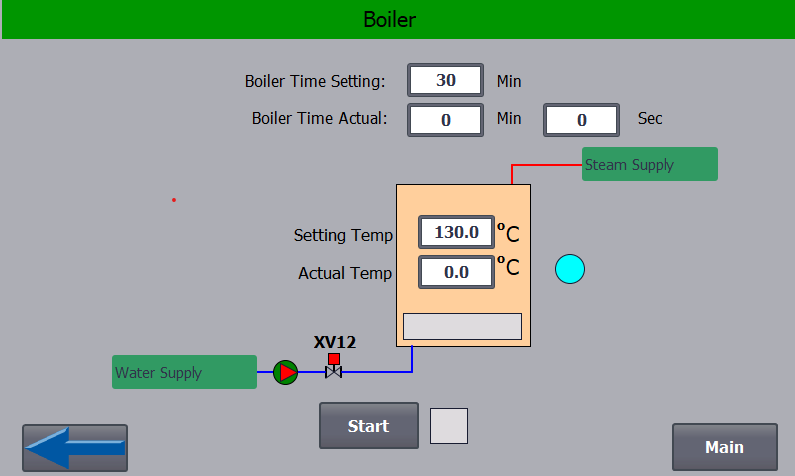 Boiler
Boiler Time Setting: 30 Min
Boiler Time Actual: 0 Min 0 Sec
Steam Supply
Setting Temp 130.0 °C
Actual Temp 0.0 °C
XV12
Water Supply
Start
Main